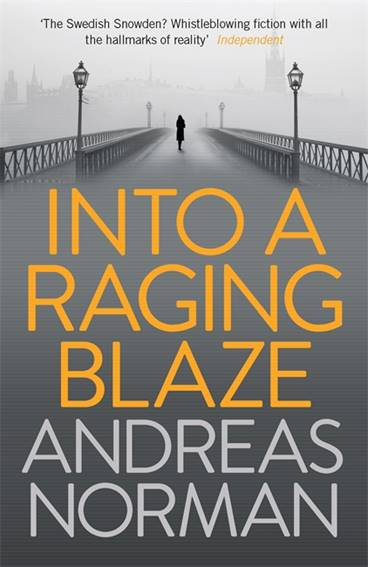 ‘The Swedish Snowden? Whistleblowing fiction with all
the hallmarks of reality’ Independent
INTO A
RAGING
BLAZE
ANDREAS
NORMAN